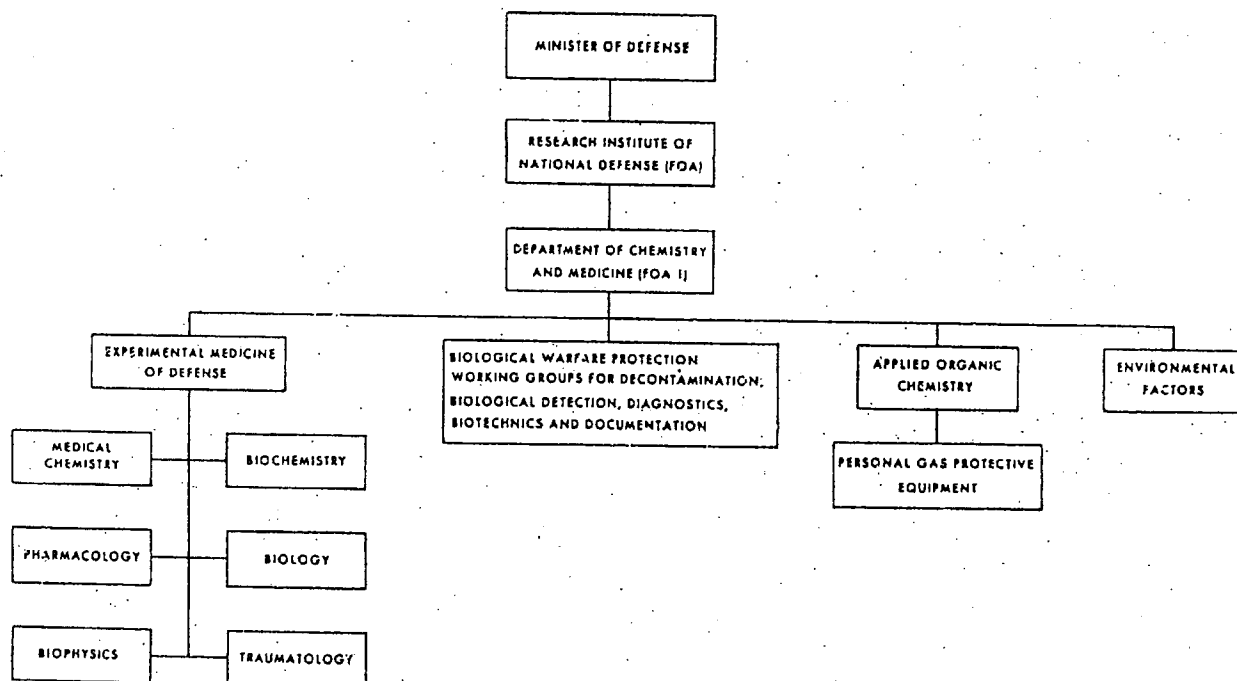 MINISTER OF DEFENSE
RESEARCH INSTITUTE OF
NATIONAL DEFENSE (FOA)
DEPARTMENT OF CHEMISTRY
AND MEDICINE (FOA I)
EXPERIMENTAL MEDICINE
OF DEFENSE
BIOLOGICAL WARFARE PROTECTION
WORKING GROUPS FOR DECONTAMINATION;
BIOLOGICAL DETECTION, DIAGNOSTICS,
BIOTECHNICS AND DOCUMENTATION
APPLIED ORGANIC
CHEMISTRY
ENVIRONMENTAL
FACTORS
PERSONAL GAS PROTECTIVE
EQUIPMENT
MEDICAL
CHEMISTRY
BIOCHEMISTRY
PHARMACOLOGY
BIOLOGY
BIOPHYSICS
TRAUMATOLOGY